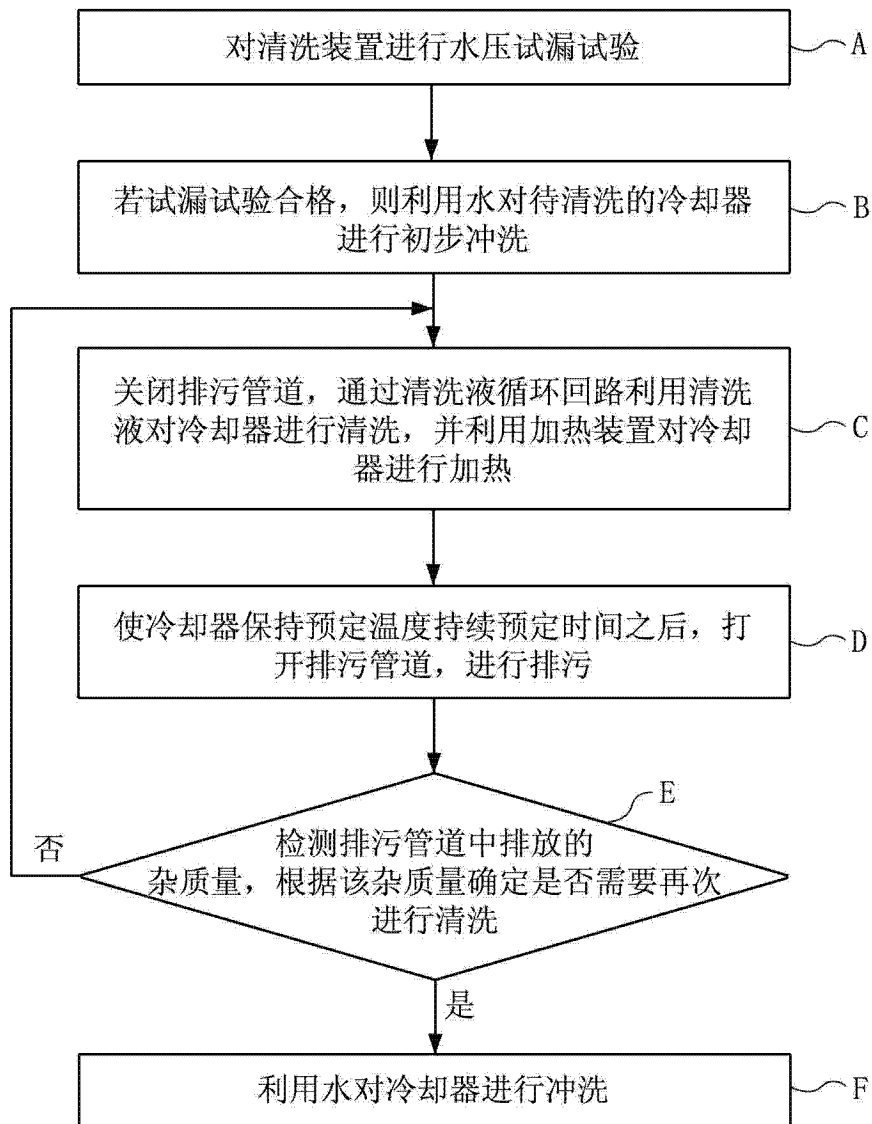 对清洗装置进行水压试漏试验
A
若试漏试验合格，则利用水对待清洗的冷却器
进行初步冲洗
B
关闭排污管道，通过清洗液循环回路利用清洗
液对冷却器进行清洗，并利用加热装置对冷却
器进行加热
C
使冷却器保持预定温度持续预定时间之后，打
开排污管道，进行排污
D
E
检测排污管道中排放的
杂质量，根据该杂质量确定是否需要再次
进行清洗
否
是
利用水对冷却器进行冲洗
F